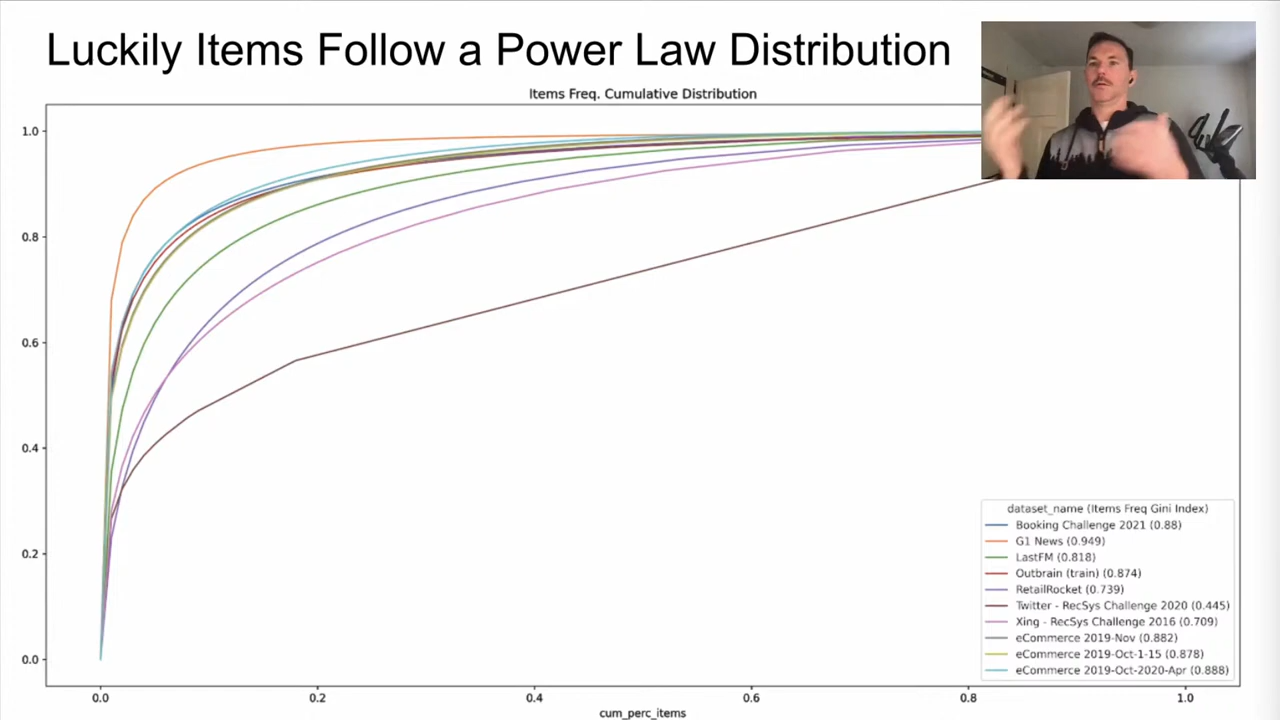 Luckily Items Follow a Power Law Distribution
Items Freq. Cumulative Distribution
1.0
0.8
0.6
0.4
0.2
0.0
dataset_name (Items Freq Gini Index)
Booking Challenge 2021 (0.88)
G1 News (0.949)
LastFM (0.818)
Outbrain (train) (0.874)
RetailRocket (0.739)
Twitter - RecSys Challenge 2020 (0.445)
Xing - RecSys Challenge 2016 (0.709)
eCommerce 2019-Nov (0.882)
eCommerce 2019-Oct-1-15 (0.878)
eCommerce 2019-Oct-2020-Apr (0.888)
0.0 0.2 0.4 0.6 0.8 1.0
cum_perc_items